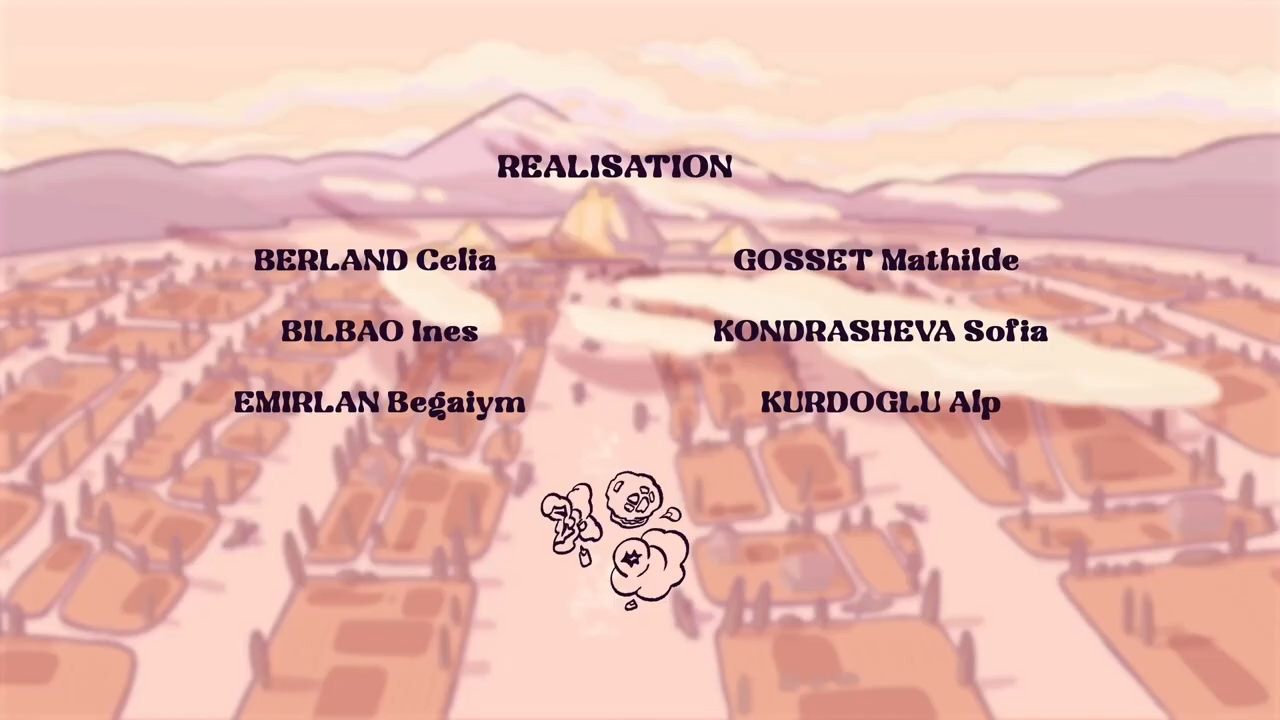 REALISATION
BERLAND Celia
GOSSET Mathilde
BILBAO Ines
KONDRASHEVA Sofia
EMIRLAN Begaiym
KURDOGLU Alp